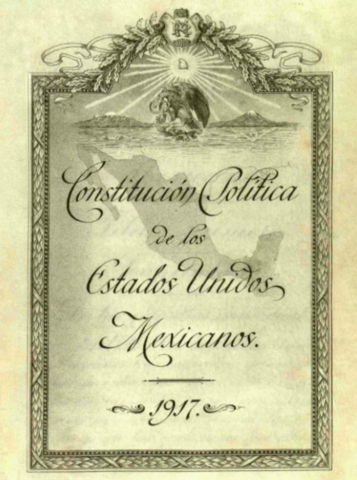 R
Constitución Política
de los
Estados Unidos
Mexicanos.
1917.